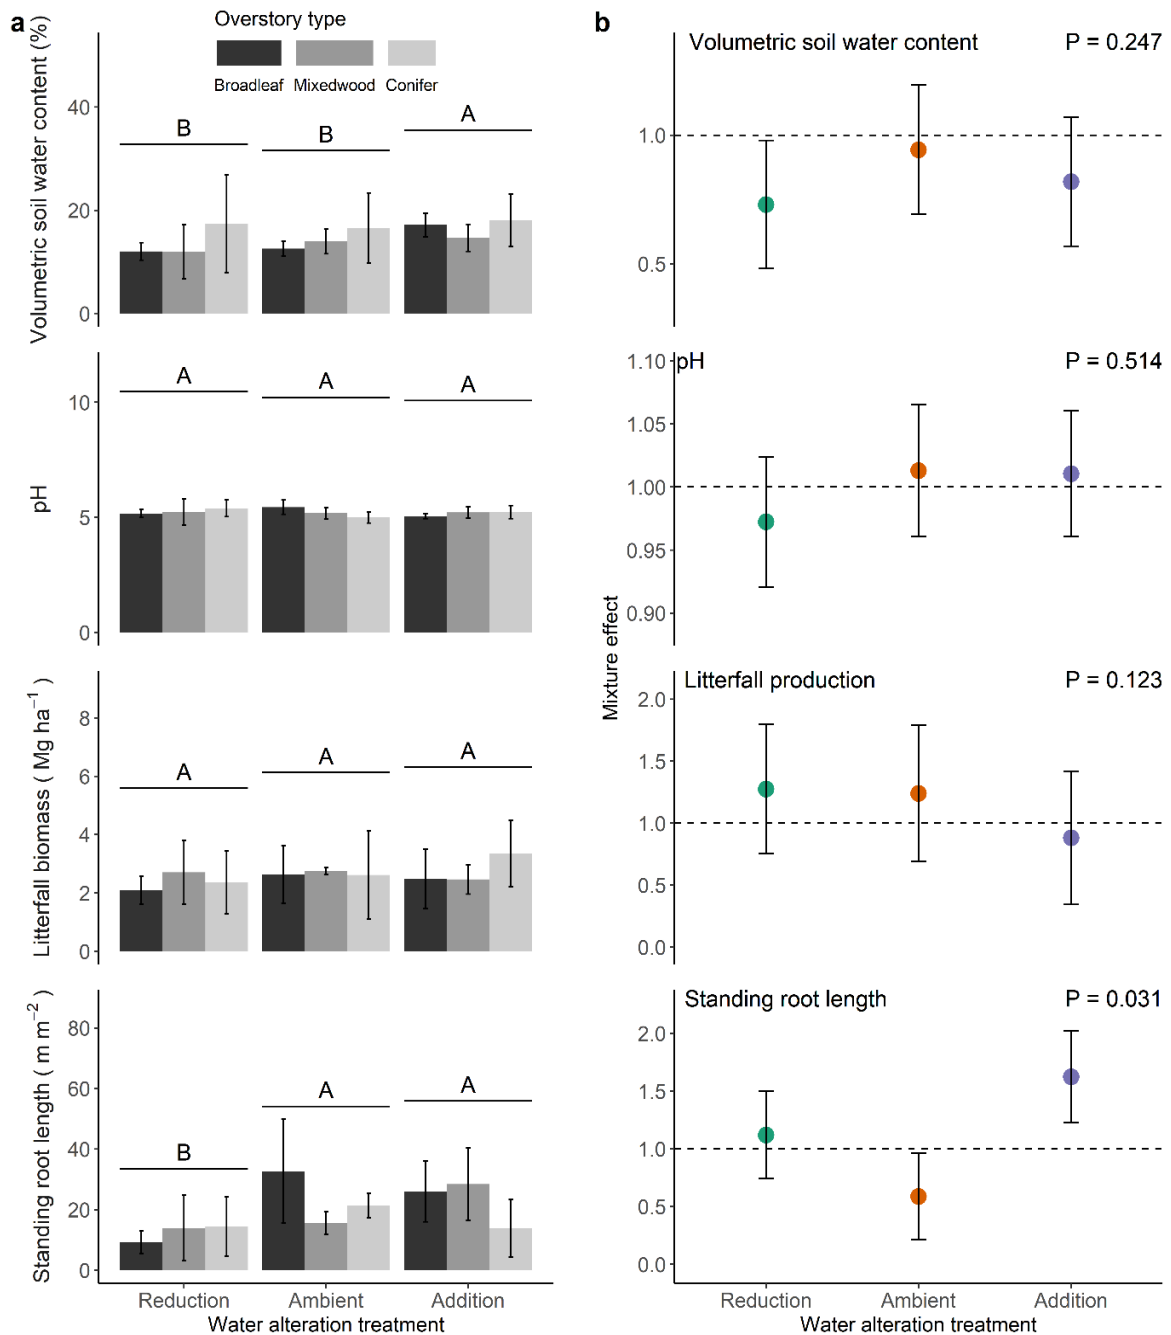 a
Overstory type
Broadleaf Mixedwood Conifer
Volumetric soil water content (%)
40
20
0
B B A
pH
10
5
0
A A A
Litterfall biomass ( Mg ha⁻¹ )
8
6
4
2
0
A A A
Standing root length ( m m⁻² )
80
60
40
20
0
B A A
Reduction Ambient Addition
Water alteration treatment
b
Mixture effect
Volumetric soil water content P = 0.247
1.0
0.5
pH P = 0.514
1.10
1.05
1.00
0.95
0.90
Litterfall production P = 0.123
2.0
1.5
1.0
0.5
0.0
Standing root length P = 0.031
2.0
1.5
1.0
0.5
0.0
Reduction Ambient Addition
Water alteration treatment